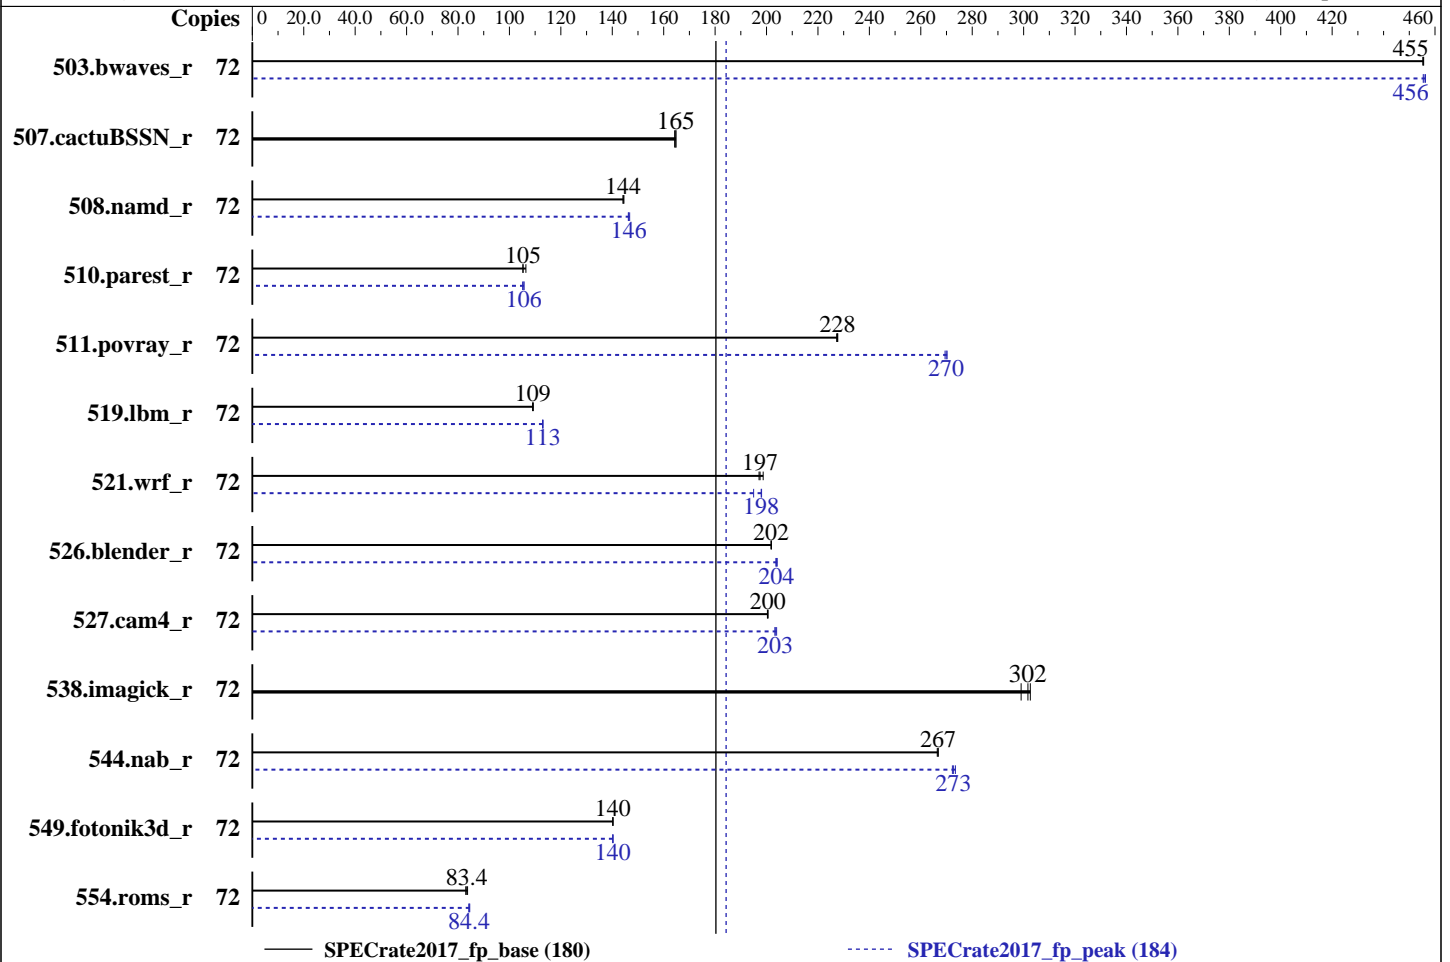 Copies 0 20.0 40.0 60.0 83.0 100 120 140 160 180 200 220 240 260 280 300 320 340 360 380 400 420 460
503.bwaves_r 72 455
456
507.cactuBSSN_r 72 165
508.namd_r 72 144
146
510.parest_r 72 105
106
511.povray_r 72 228
270
519.lbm_r 72 109
113
521.wrf_r 72 197
198
526.blender_r 72 202
204
527.cam4_r 72 200
203
538.imagick_r 72 302
544.nab_r 72 267
273
549.fotonik3d_r 72 140
140
554.roms_r 72 83.4
84.4
SPECrate2017_fp_base (180) SPECrate2017_fp_peak (184)